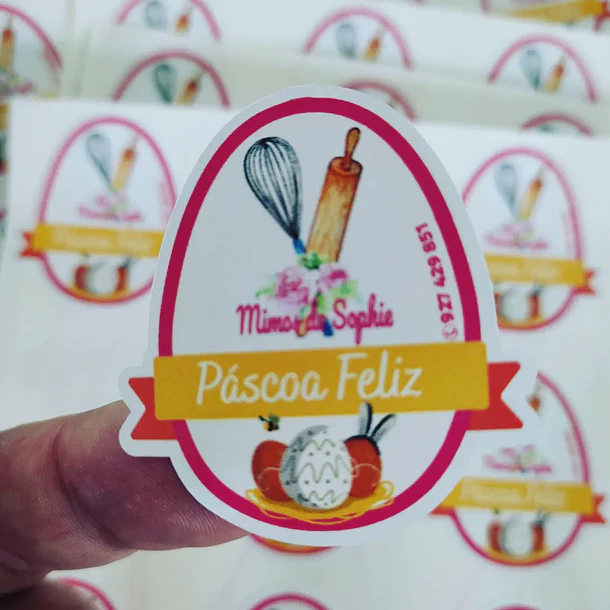 Mimos de Sophie
927 429 851
Páscoa Feliz